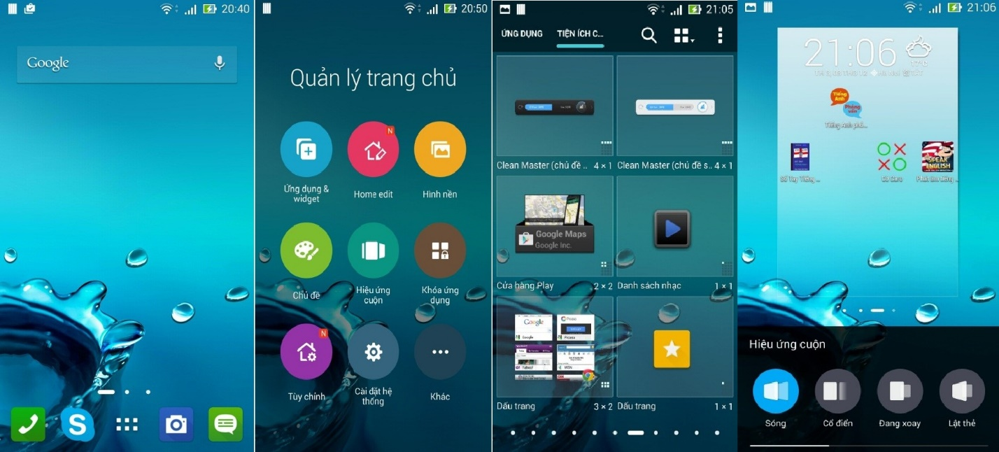 20:40
Google
20:50
Quản lý trang chủ
N
Ứng dụng &
widget
Home edit
Hình nền
Chủ đề
Hiệu ứng
cuộn
Khóa ứng
dụng
N
Tùy chỉnh
Cài đặt hệ
thống
Khác
21:05
ỨNG DỤNG
TIỆN ÍCH C...
Clean Master (chủ đề .. 4 × 1
Clean Master (chủ đề s.. 4 × 1
Google Maps
Google Inc.
Cửa hàng Play 2 × 2
Danh sách nhạc 1 × 1
Google
Picasa
Yahoo!
MSN
Dấu trang 3 × 2
Dấu trang 1 × 1
21:06
21:06
17°C
Tiếng
Anh
Phỏng
vấn
Tiếng Anh phỏ...
SPEAK
ENGLISH
Sổ Tay Tiếng ...
Cờ Caro
Phát âm tiếng ...
Hiệu ứng cuộn
Sóng
Cổ điển
Đang xoay
Lật thẻ